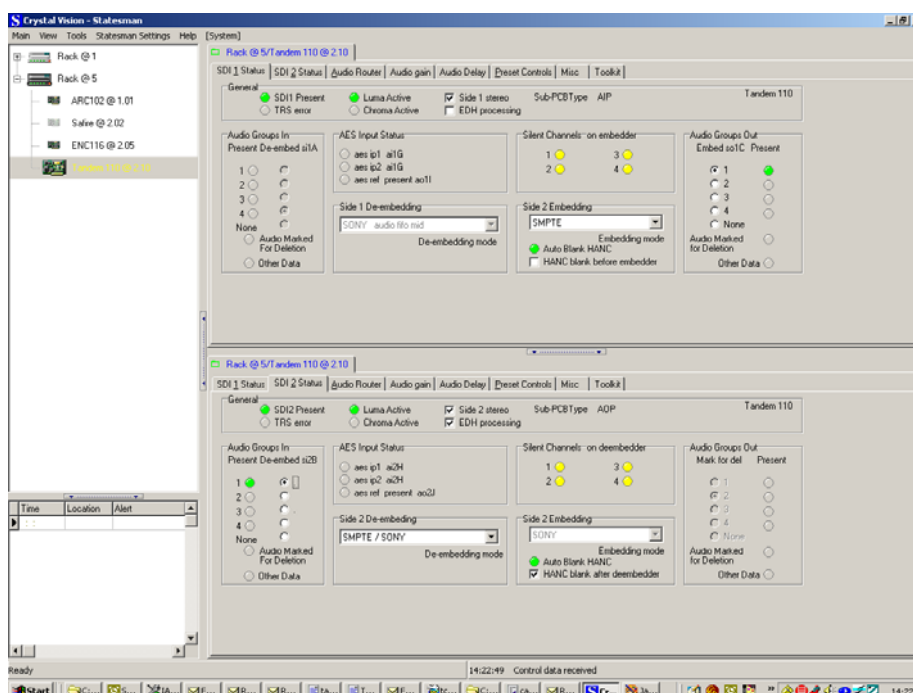 Crystal Vision - Statesman
Main View Tools Statesman Settings Help [System]
Rack @ 1
Rack @ 5
ARC102 @ 1.01
Safire @ 2.02
ENC116 @ 2.05
Tandem 110 @ 2.10
Rack @ 5/Tandem 110 @ 2.10
SDI 1 Status SDI 2 Status Audio Router Audio gain Audio Delay Preset Controls Misc Toolkit
General
SDI1 Present Luma Active Side 1 stereo Sub-PCB Type AIP Tandem 110
TRS error Chroma Active EDH processing
Audio Groups In AES Input Status Silent Channels on embedder Audio Groups Out
Present De-embed si1A aes ip1 ai1G 1 3 Embed so1C Present
1 aes ip2 ai1G 2 4 1
2 aes ref present ao1I 2
3 Side 1 De-embedding Side 2 Embedding 3
4 SONY audio fifo mid SMPTE 4
None De-embedding mode Embedding mode None
Audio Marked For Deletion Auto Blank HANC Audio Marked for Deletion
Other Data HANC blank before embedder Other Data
Rack @ 5/Tandem 110 @ 2.10
SDI 1 Status SDI 2 Status Audio Router Audio gain Audio Delay Preset Controls Misc Toolkit
General
SDI2 Present Luma Active Side 2 stereo Sub-PCB Type AOP Tandem 110
TRS error Chroma Active EDH processing
Audio Groups In AES Input Status Silent Channels on deembedder Audio Groups Out
Present De-embed si2B aes ip1 ai2H 1 3 Mark for del Present
1 aes ip2 ai2H 2 4 1
2 aes ref present ao2J 2
3 Side 2 De-embeding Side 2 Embedding 3
4 SMPTE / SONY SONY 4
None De-embedding mode Embedding mode None
Audio Marked For Deletion Auto Blank HANC Audio Marked for Deletion
Other Data HANC blank after deembedder Other Data
Time Location Alert
: :
Ready 14:22:49 Control data received
Start